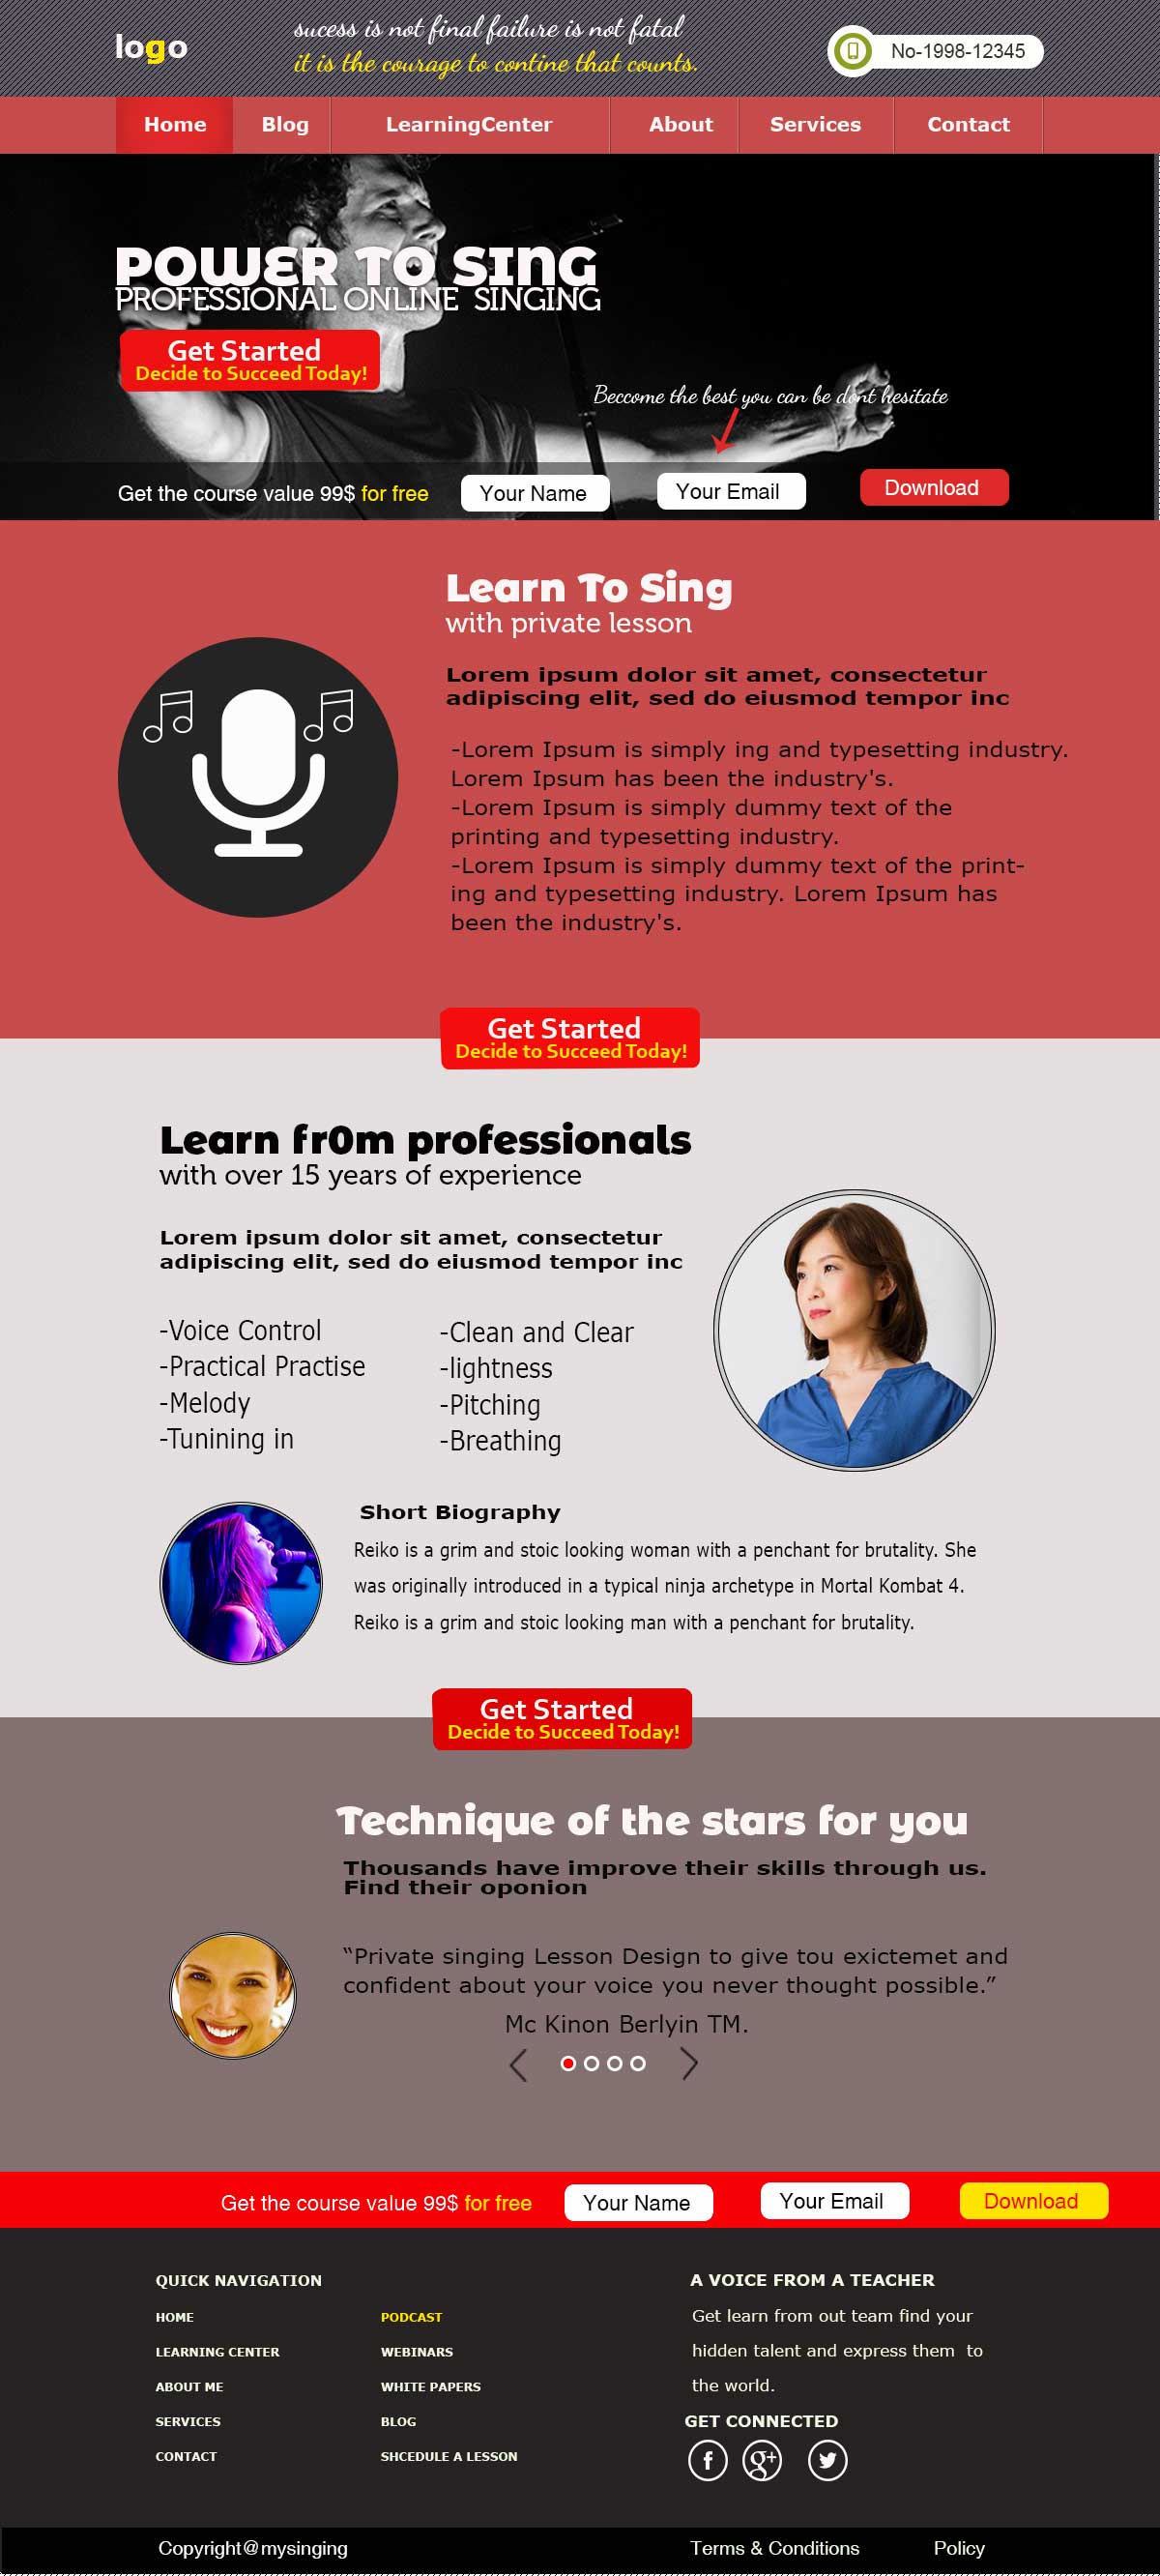 logo
sucess is not final failure is not fatal
it is the courage to contine that counts.
No-1998-12345
Home Blog LearningCenter About Services Contact
POWER TO SING
PROFESSIONAL ONLINE SINGING
Get Started
Decide to Succeed Today!
Beccome the best you can be dont hesitate
Get the course value 99$ for free Your Name Your Email Download
Learn To Sing
with private lesson
Lorem ipsum dolor sit amet, consectetur
adipiscing elit, sed do eiusmod tempor inc
-Lorem Ipsum is simply ing and typesetting industry.
Lorem Ipsum has been the industry's.
-Lorem Ipsum is simply dummy text of the
printing and typesetting industry.
-Lorem Ipsum is simply dummy text of the print-
ing and typesetting industry. Lorem Ipsum has
been the industry's.
Get Started
Decide to Succeed Today!
Learn fr0m professionals
with over 15 years of experience
Lorem ipsum dolor sit amet, consectetur
adipiscing elit, sed do eiusmod tempor inc
-Voice Control
-Practical Practise
-Melody
-Tunining in
-Clean and Clear
-lightness
-Pitching
-Breathing
Short Biography
Reiko is a grim and stoic looking woman with a penchant for brutality. She
was originally introduced in a typical ninja archetype in Mortal Kombat 4.
Reiko is a grim and stoic looking man with a penchant for brutality.
Get Started
Decide to Succeed Today!
Technique of the stars for you
Thousands have improve their skills through us.
Find their oponion
“Private singing Lesson Design to give tou exictemet and
confident about your voice you never thought possible.”
Mc Kinon Berlyin TM.
Get the course value 99$ for free Your Name Your Email Download
QUICK NAVIGATION
HOME
LEARNING CENTER
ABOUT ME
SERVICES
CONTACT
PODCAST
WEBINARS
WHITE PAPERS
BLOG
SHCEDULE A LESSON
A VOICE FROM A TEACHER
Get learn from out team find your
hidden talent and express them to
the world.
GET CONNECTED
f g+
Copyright@mysinging Terms & Conditions Policy